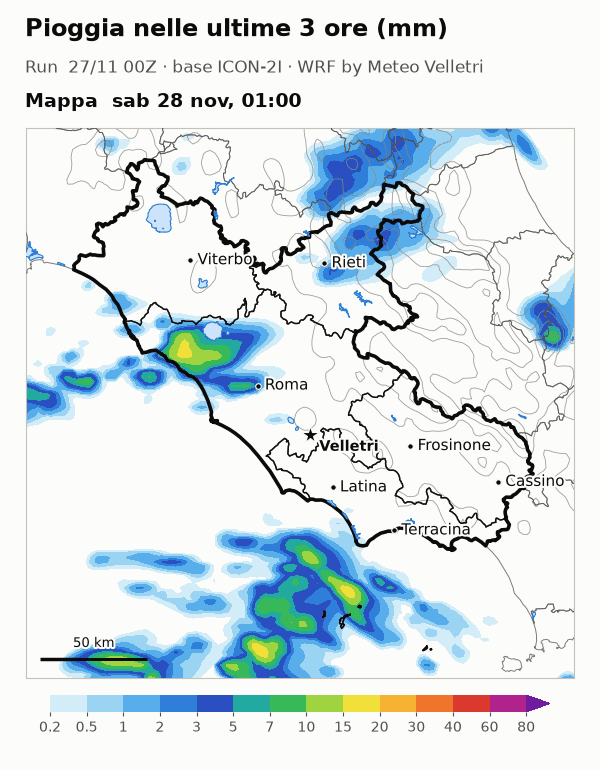 Pioggia nelle ultime 3 ore (mm)
Run 27/11 00Z · base ICON-2I · WRF by Meteo Velletri
Mappa sab 28 nov, 01:00
Viterbo
Rieti
Roma
Velletri
Frosinone
Cassino
Latina
Terracina
50 km
0.2 0.5 1 2 3 5 7 10 15 20 30 40 60 80